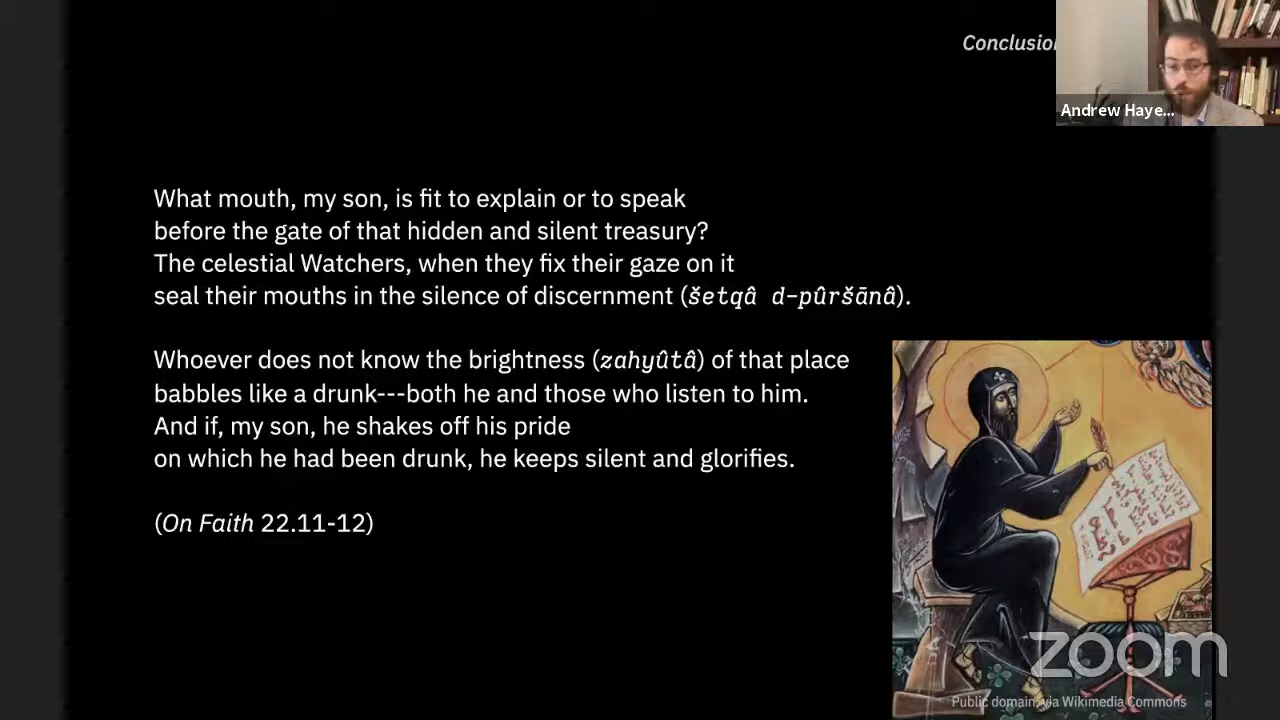 Conclusion
Andrew Haye...
What mouth, my son, is fit to explain or to speak
before the gate of that hidden and silent treasury?
The celestial Watchers, when they fix their gaze on it
seal their mouths in the silence of discernment (šetqâ d-pûršānâ).
Whoever does not know the brightness (zahyûtâ) of that place
babbles like a drunk---both he and those who listen to him.
And if, my son, he shakes off his pride
on which he had been drunk, he keeps silent and glorifies.
(On Faith 22.11-12)
zoom
Public domain, via Wikimedia Commons